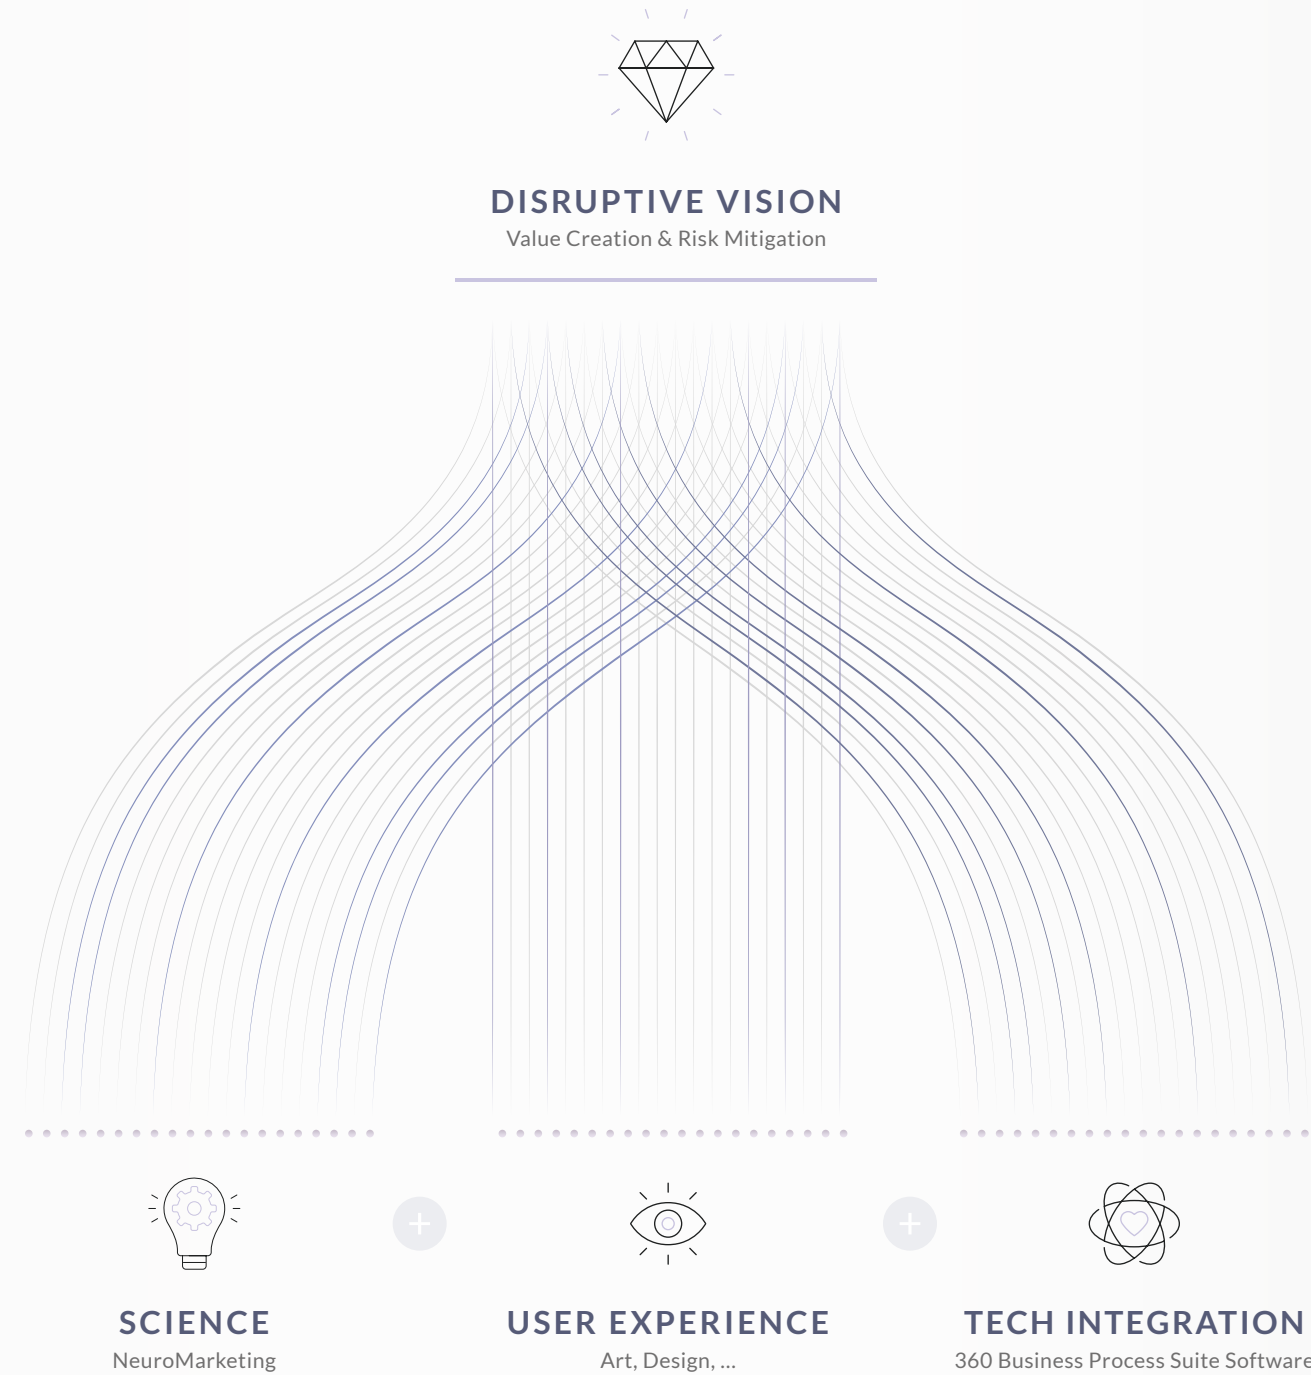 DISRUPTIVE VISION
Value Creation & Risk Mitigation
SCIENCE
USER EXPERIENCE
TECH INTEGRATION
NeuroMarketing
Art, Design, ...
360 Business Process Suite Software